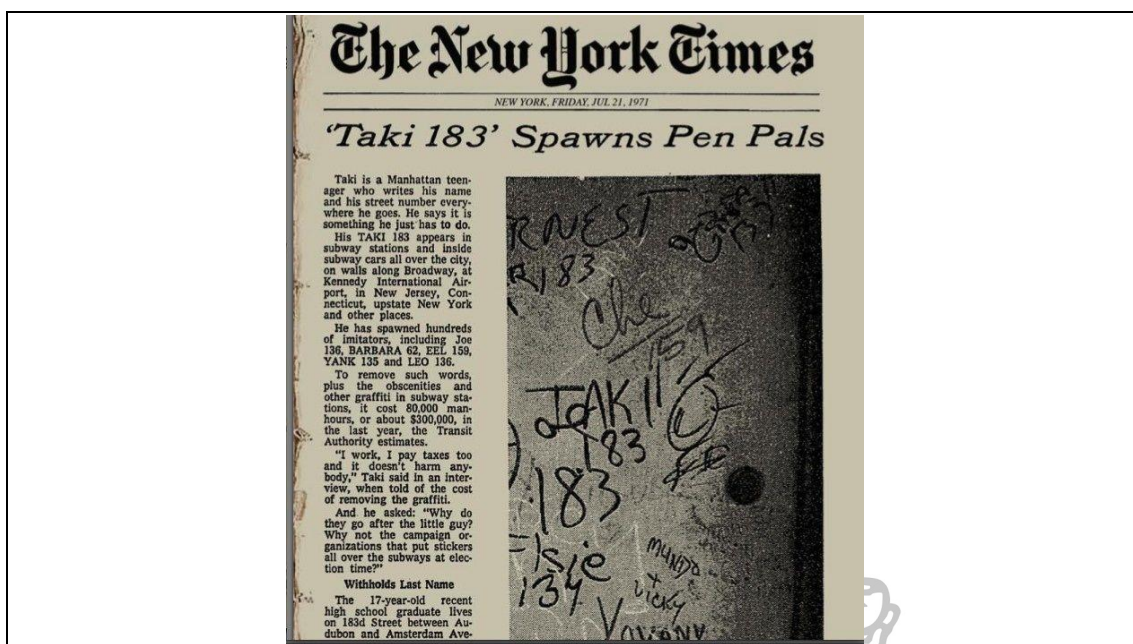 The New York Times
NEW YORK, FRIDAY, JUL 21, 1971
'Taki 183' Spawns Pen Pals
Taki is a Manhattan teen-
ager who writes his name
and his street number every-
where he goes. He says it is
something he just has to do.
His TAKI 183 appears in
subway stations and inside
subway cars all over the city,
on walls along Broadway, at
Kennedy International Air-
port, in New Jersey, Con-
necticut, upstate New York
and other places.
He has spawned hundreds
of imitators, including Joe
136, BARBARA 62, EEL 159,
YANK 135 and LEO 136.
To remove such words,
plus the obscenities and
other graffiti in subway sta-
tions, it cost 80,000 man-
hours, or about $300,000, in
the last year, the Transit
Authority estimates.
"I work, I pay taxes too
and it doesn't harm any-
body," Taki said in an inter-
view, when told of the cost
of removing the graffiti.
And he asked: "Why do
they go after the little guy?
Why not the campaign or-
ganizations that put stickers
all over the subways at elec-
tion time?"
Withholds Last Name
The 17-year-old recent
high school graduate lives
on 183d Street between Au-
dubon and Amsterdam Ave-
RNEST
183
Che
159
TAKI
183
183
Elsie
134
MUNDO
+
VICKY